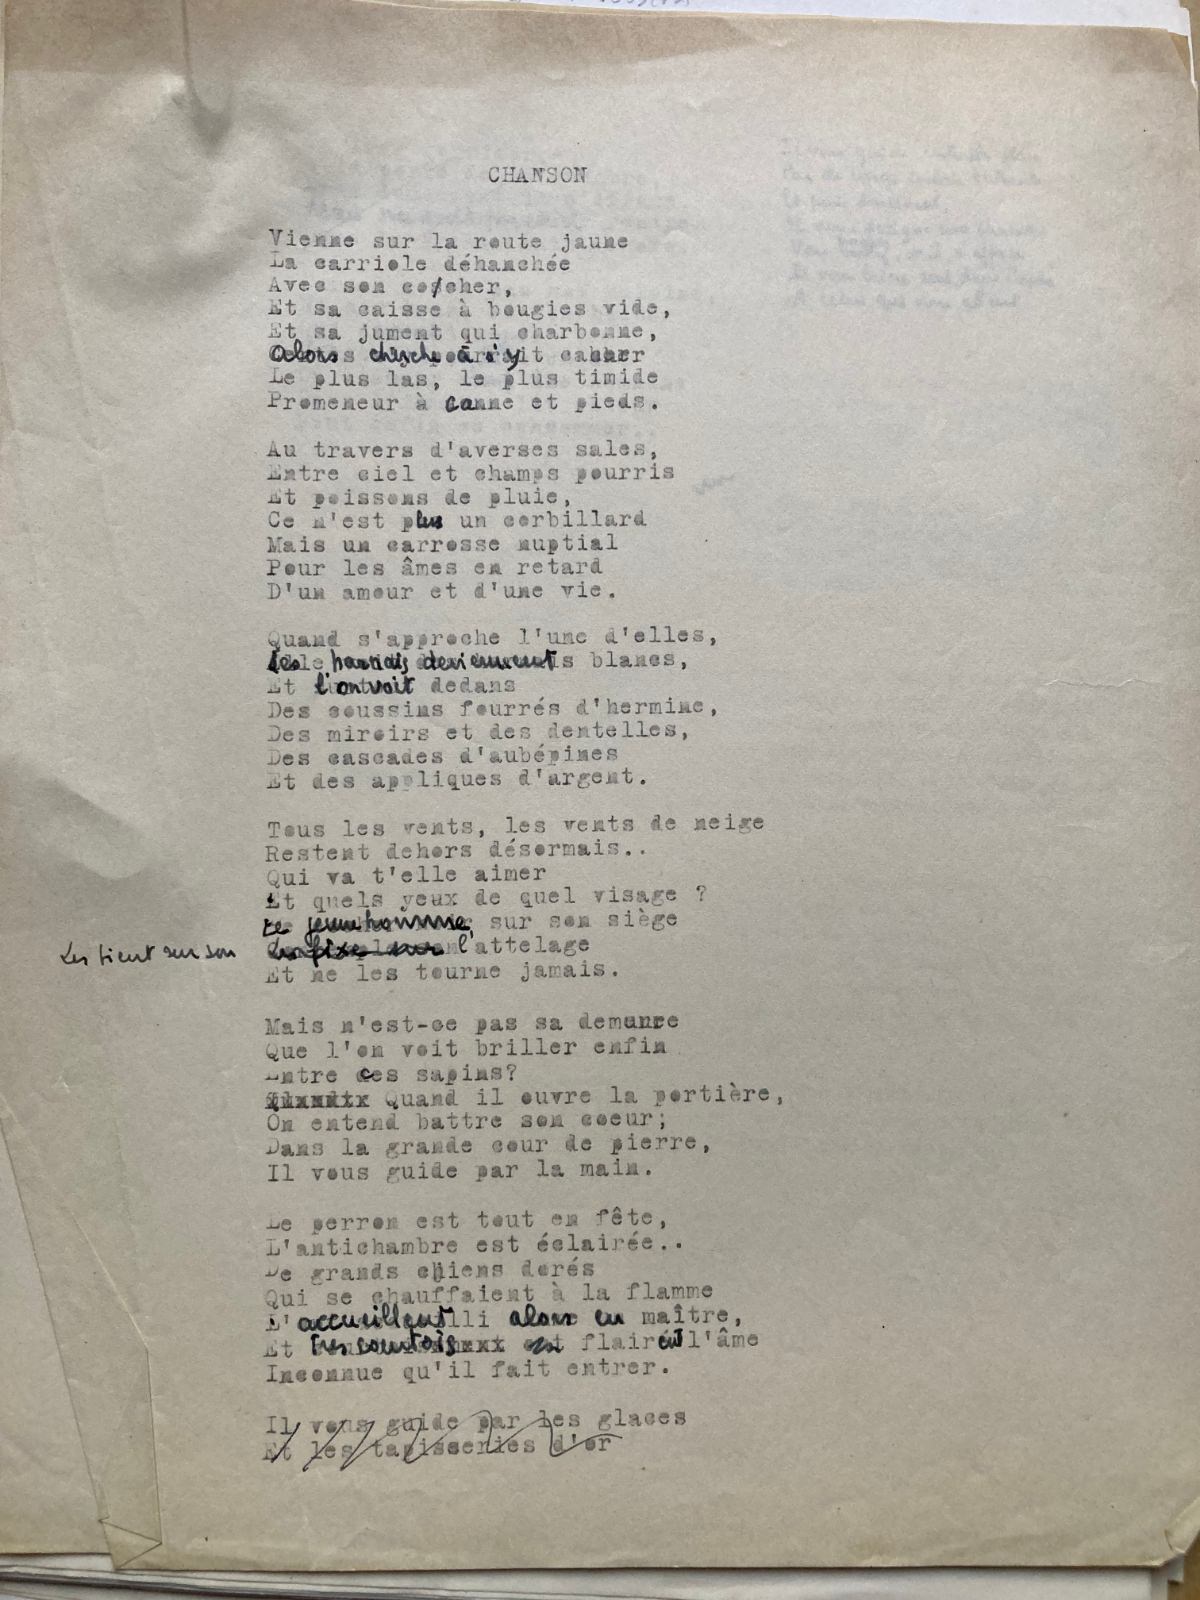 CHANSON
Vienne sur la route jaune
La carriole déhanchée
Avec son cocher,
Et sa caisse à bougies vide,
Et sa jument qui charbonne,
Alors cherche à s'y cacher
Le plus las, le plus timide
Promeneur à canne et pieds.
Au travers d'averses sales,
Entre ciel et champs pourris
Et poissons de pluie,
Ce n'est plus un corbillard
Mais un carrosse nuptial
Pour les âmes en retard
D'un amour et d'une vie.
Quand s'approche l'une d'elles,
Les harnais deviennent blancs,
Et l'on voit dedans
Des coussins fourrés d'hermine,
Des miroirs et des dentelles,
Des cascades d'aubépines
Et des appliques d'argent.
Tous les vents, les vents de neige
Restent dehors désormais..
Qui va t'elle aimer
Et quels yeux de quel visage ?
Le jeune homme, sur son siège
Les tient sur son fixe sur l'attelage
Et ne les tourne jamais.
Mais n'est-ce pas sa demeure
Que l'on voit briller enfin
Entre ces sapins?
Quand il ouvre la portière,
On entend battre son coeur;
Dans la grande cour de pierre,
Il vous guide par la main.
Le perron est tout en fête,
L'antichambre est éclairée..
De grands chiens dorés
Qui se chauffaient à la flamme
L'accueillent alors en maître,
Et très courtois flairent l'âme
Inconnue qu'il fait entrer.
Il vous guide par les glaces
Et les tapisseries d'or